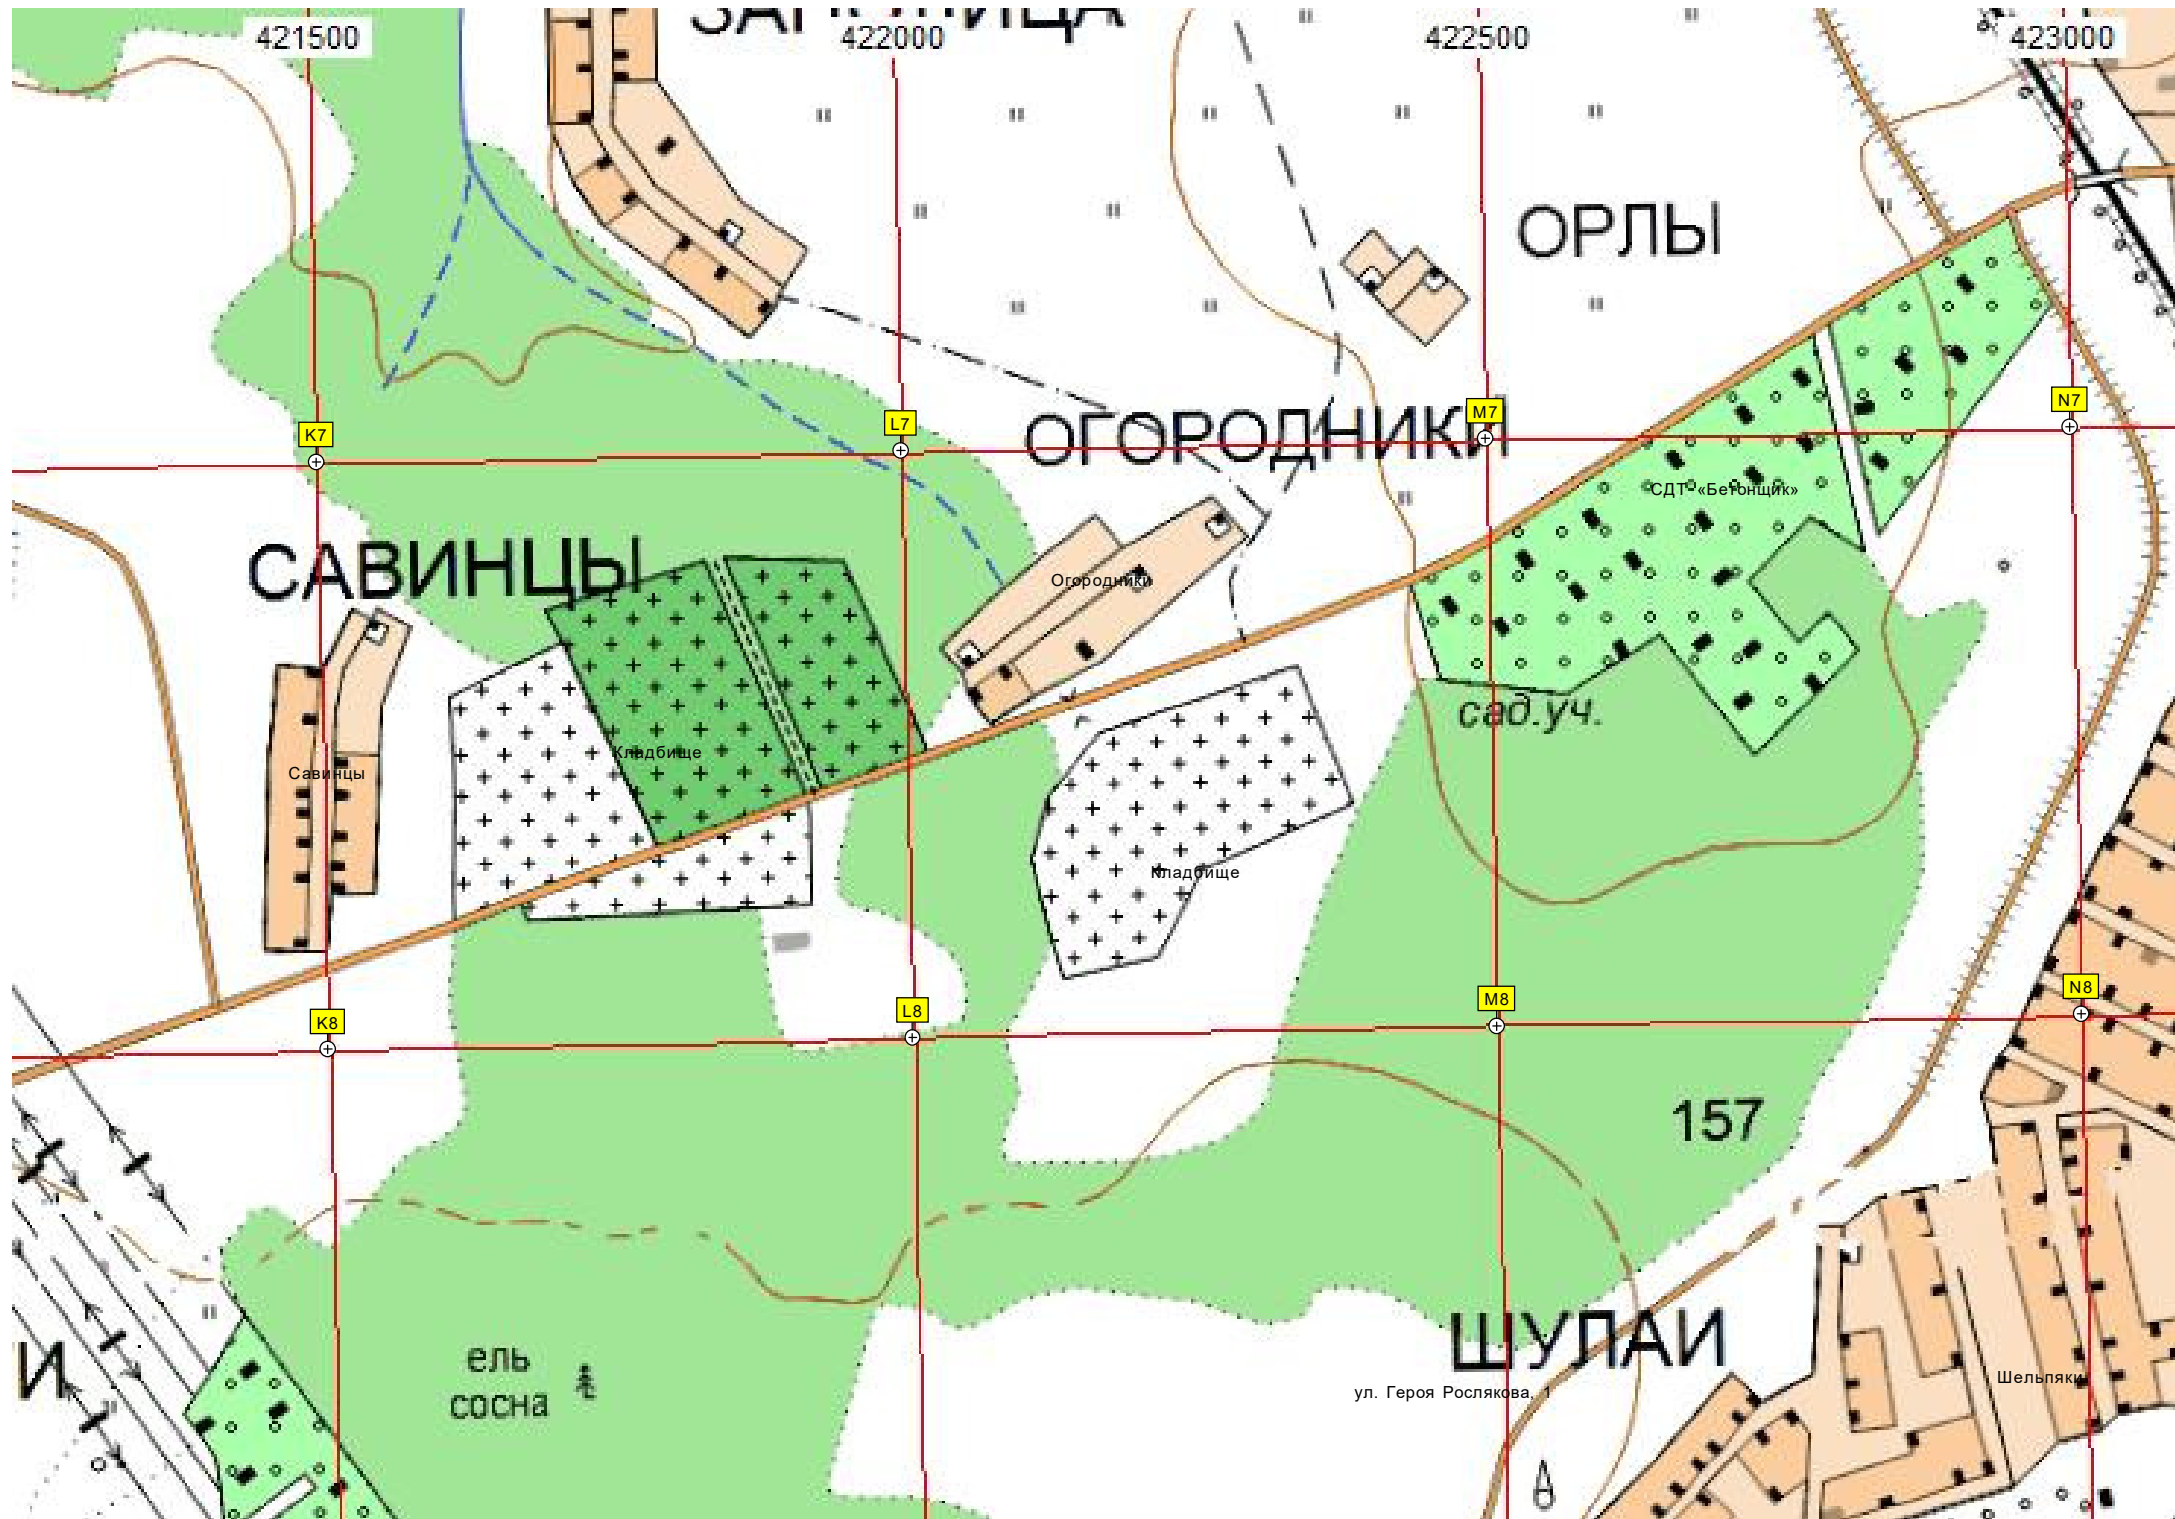 421500
422000
422500
423000
ОРЛЫ
K7
L7
M7
N7
ОГОРОДНИКИ
СДТ «Бетонщик»
САВИНЦЫ
Огородники
сад.уч.
Кладбище
Савинцы
Кладбище
K8
L8
M8
N8
157
ШУЛАИ
ель
сосна
И
Шельпяки
ул. Героя Рослякова, 1